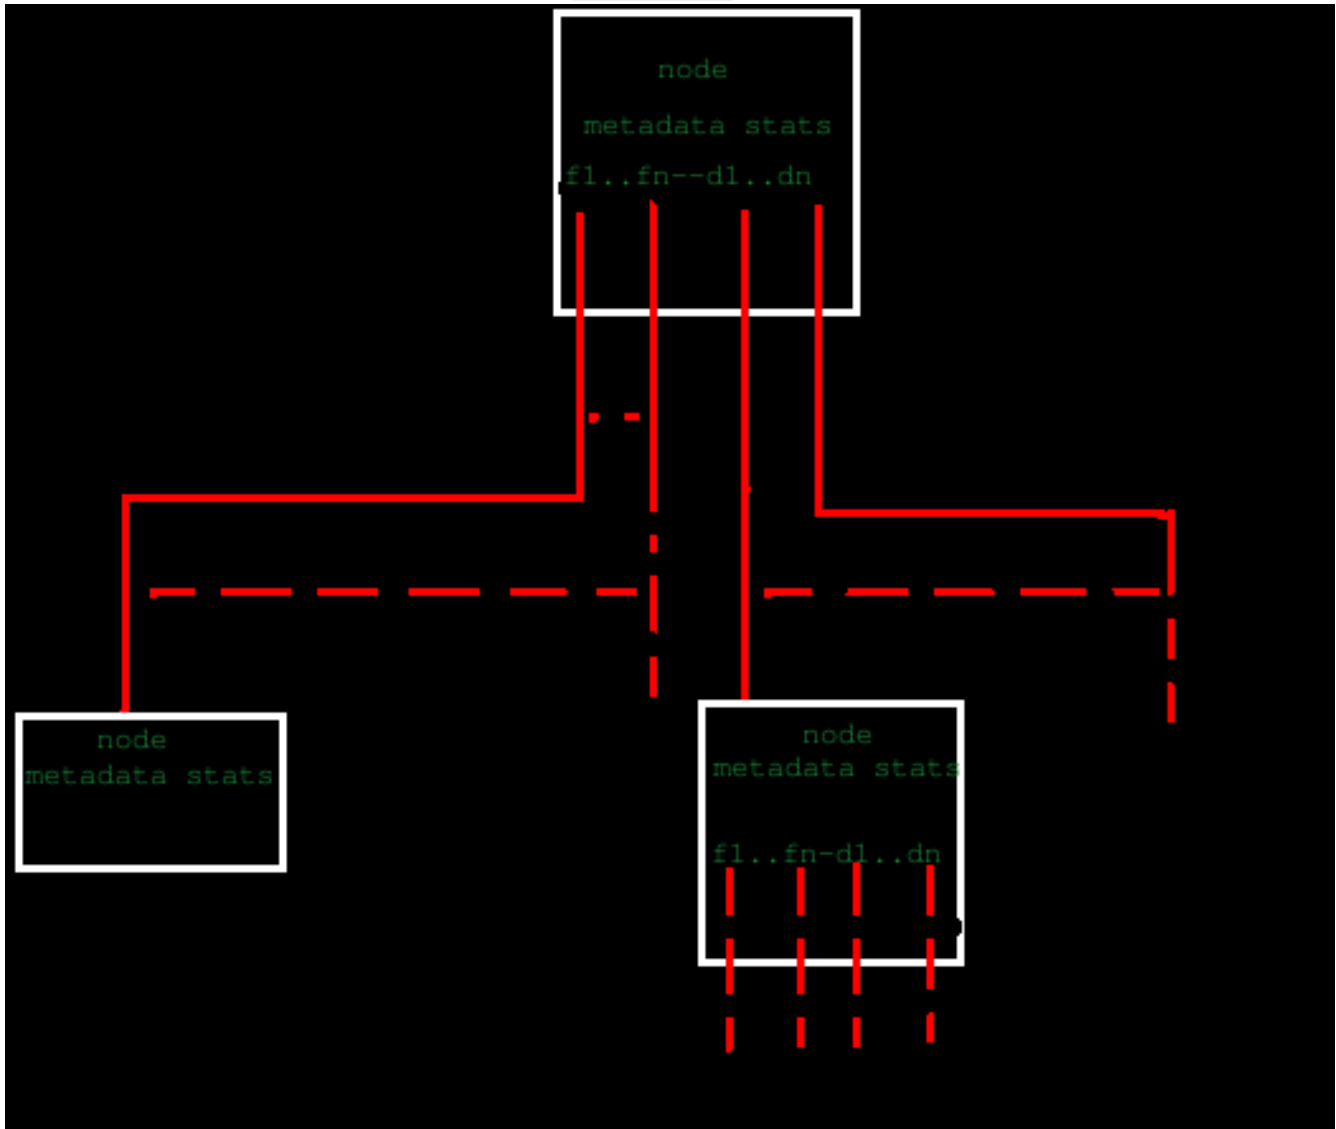 node
metadata stats
f1..fn--d1..dn
node
metadata stats
node
metadata stats
f1..fn-d1..dn